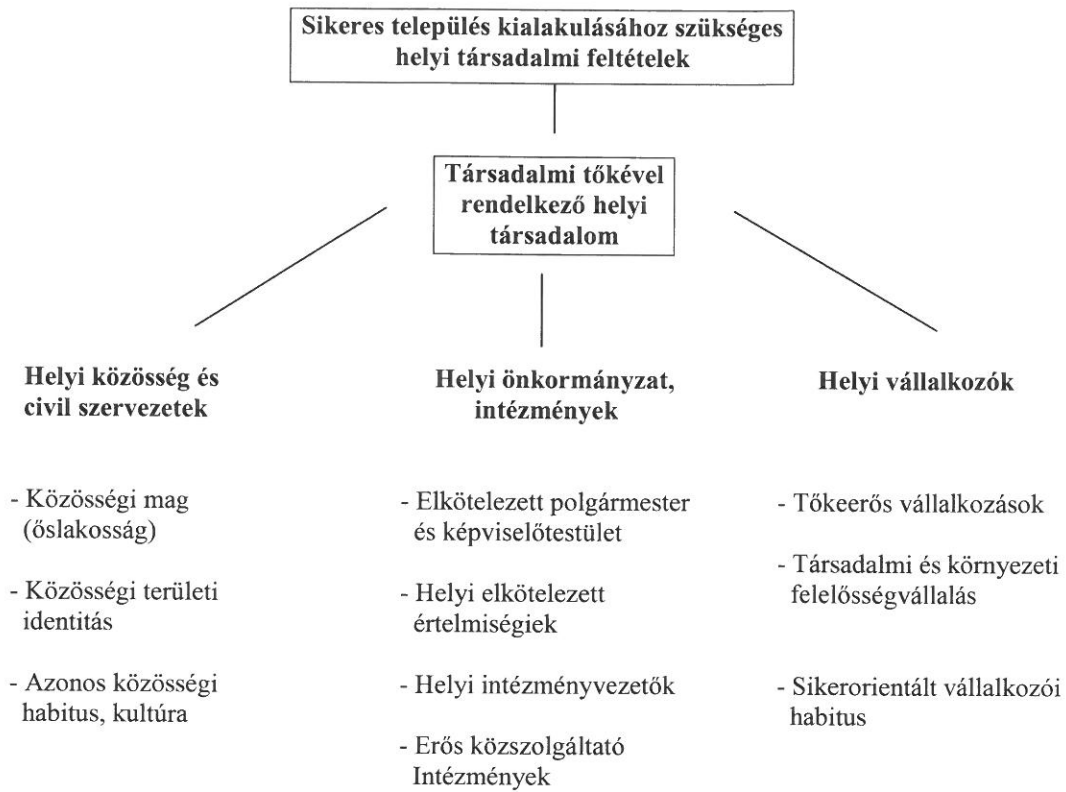 Sikeres település kialakulásához szükséges
helyi társadalmi feltételek
Társadalmi tőkével
rendelkező helyi
társadalom
Helyi közösség és
civil szervezetek
- Közösségi mag
(őslakosság)
- Közösségi területi
identitás
- Azonos közösségi
habitus, kultúra
Helyi önkormányzat,
intézmények
- Elkötelezett polgármester
és képviselőtestület
- Helyi elkötelezett
értelmiségiek
- Helyi intézményvezetők
- Erős közszolgáltató
Intézmények
Helyi vállalkozók
- Tőkeerős vállalkozások
- Társadalmi és környezeti
felelősségvállalás
- Sikerorientált vállalkozói
habitus